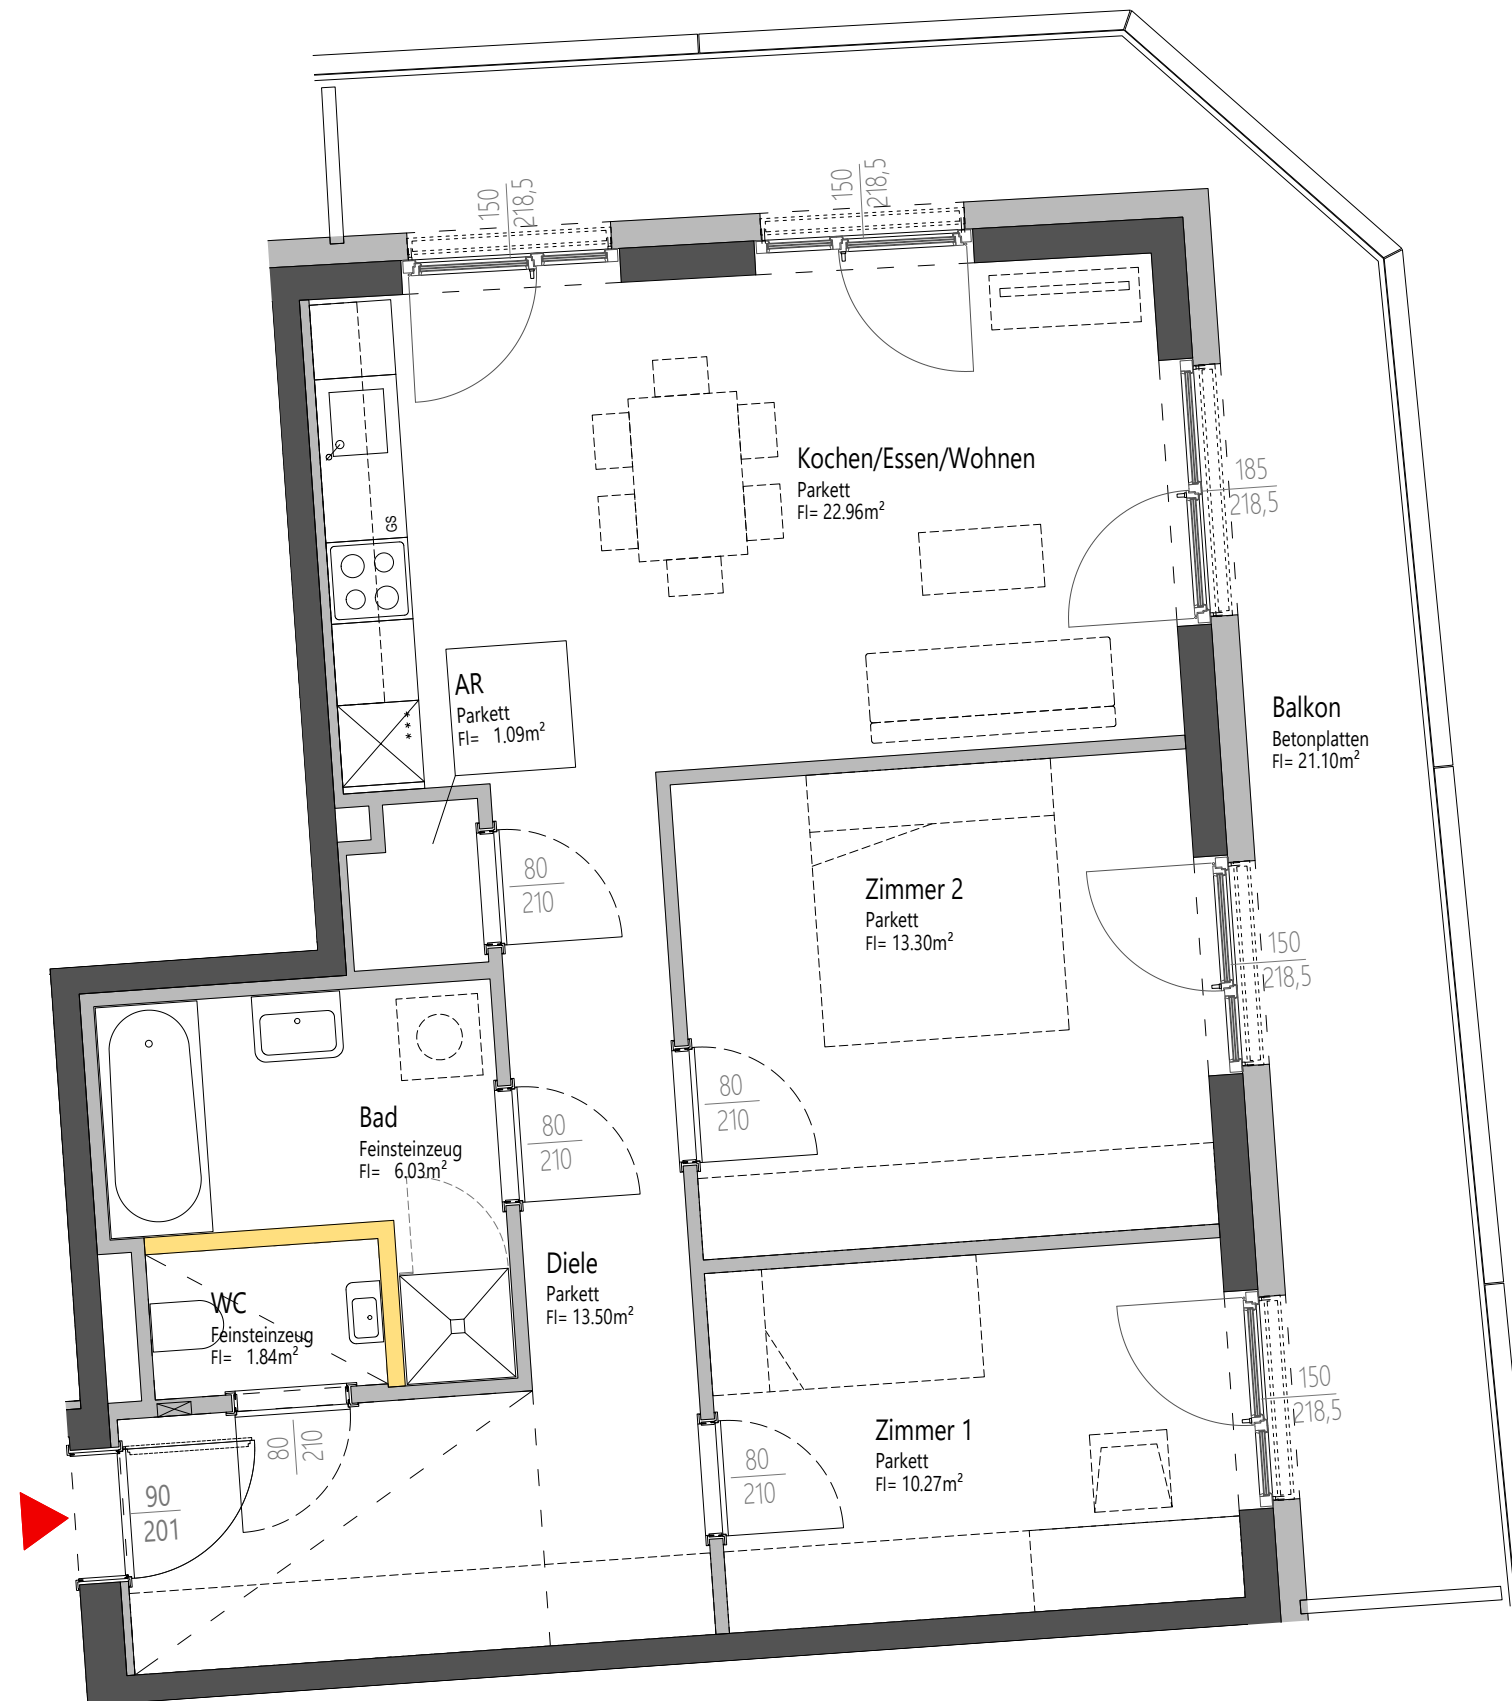 150
218,5
150
218,5
Kochen/Essen/Wohnen
Parkett
Fl= 22.96m²
185
218,5
GS
AR
Parkett
Fl= 1.09m²
***
Balkon
Betonplatten
Fl= 21.10m²
80
210
Zimmer 2
Parkett
Fl= 13.30m²
150
218,5
80
210
Bad
Feinsteinzeug
Fl= 6.03m²
80
210
Diele
Parkett
Fl= 13.50m²
WC
Feinsteinzeug
Fl= 1.84m²
150
218,5
80
210
Zimmer 1
Parkett
Fl= 10.27m²
80
210
90
201